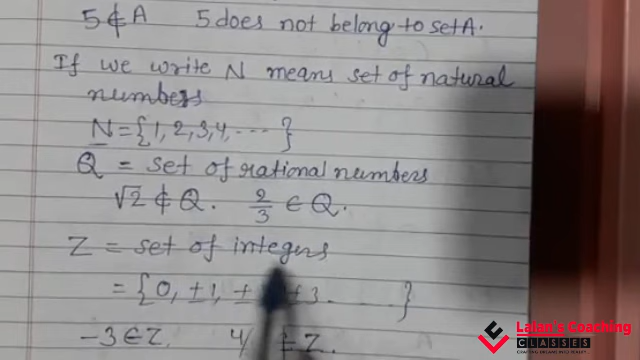 5 ∉ A 5 does not belong to set A.
If we write N means set of natural
numbers
N = {1, 2, 3, 4, ---- }
Q = set of rational numbers
√2 ∉ Q. 2/3 ∈ Q.
Z = set of integers
= {0, ±1, ± ±3 ........ }
-3 ∈ Z, 4/ ∉ Z.
Lalan's Coaching
CLASSES